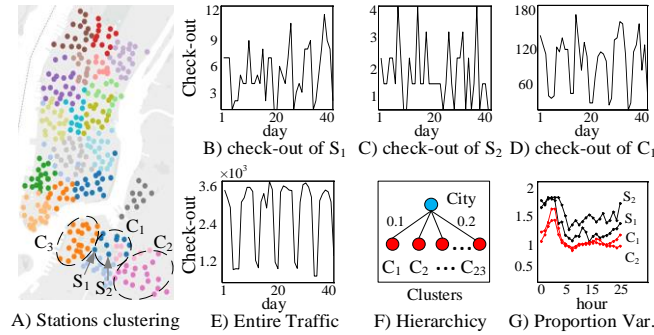 C₃
C₁
C₂
S₁
S₂
A) Stations clustering
Check-out
12
9
6
3
1
20
40
day
B) check-out of S₁
4
3
2
1
1
20
40
day
C) check-out of S₂
180
120
60
1
20
40
day
D) check-out of C₁
×10³
Check-out
3.6
2.4
1.2
1
20
40
day
E) Entire Traffic
City
0.1
0.2
C₁ C₂ ••• C₂₃
Clusters
F) Hierarchicy
2
1.5
1
0.5
S₂
S₁
C₁
C₂
0
5
15
25
hour
G) Proportion Var.